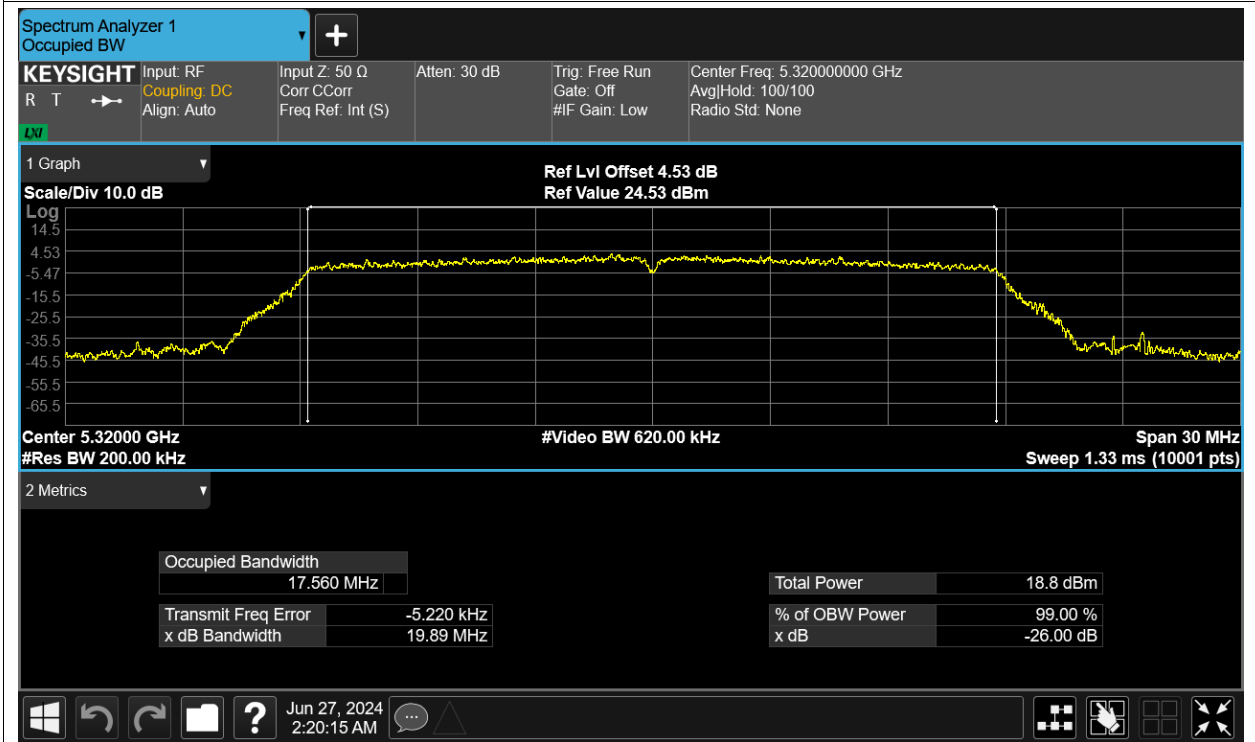 Spectrum Analyzer 1
Occupied BW
KEYSIGHT
R T
LXI
Input: RF
Coupling: DC
Align: Auto
Input Z: 50 Ω
Corr CCorr
Freq Ref: Int (S)
Atten: 30 dB
Trig: Free Run
Gate: Off
#IF Gain: Low
Center Freq: 5.320000000 GHz
Avg|Hold: 100/100
Radio Std: None
1 Graph
Ref Lvl Offset 4.53 dB
Scale/Div 10.0 dB
Ref Value 24.53 dBm
Log
14.5
4.53
-5.47
-15.5
-25.5
-35.5
-45.5
-55.5
-65.5
Center 5.32000 GHz
#Video BW 620.00 kHz
Span 30 MHz
#Res BW 200.00 kHz
Sweep 1.33 ms (10001 pts)
2 Metrics
Occupied Bandwidth
17.560 MHz
Total Power 18.8 dBm
Transmit Freq Error -5.220 kHz
% of OBW Power 99.00 %
x dB Bandwidth 19.89 MHz
x dB -26.00 dB
?
Jun 27, 2024
2:20:15 AM